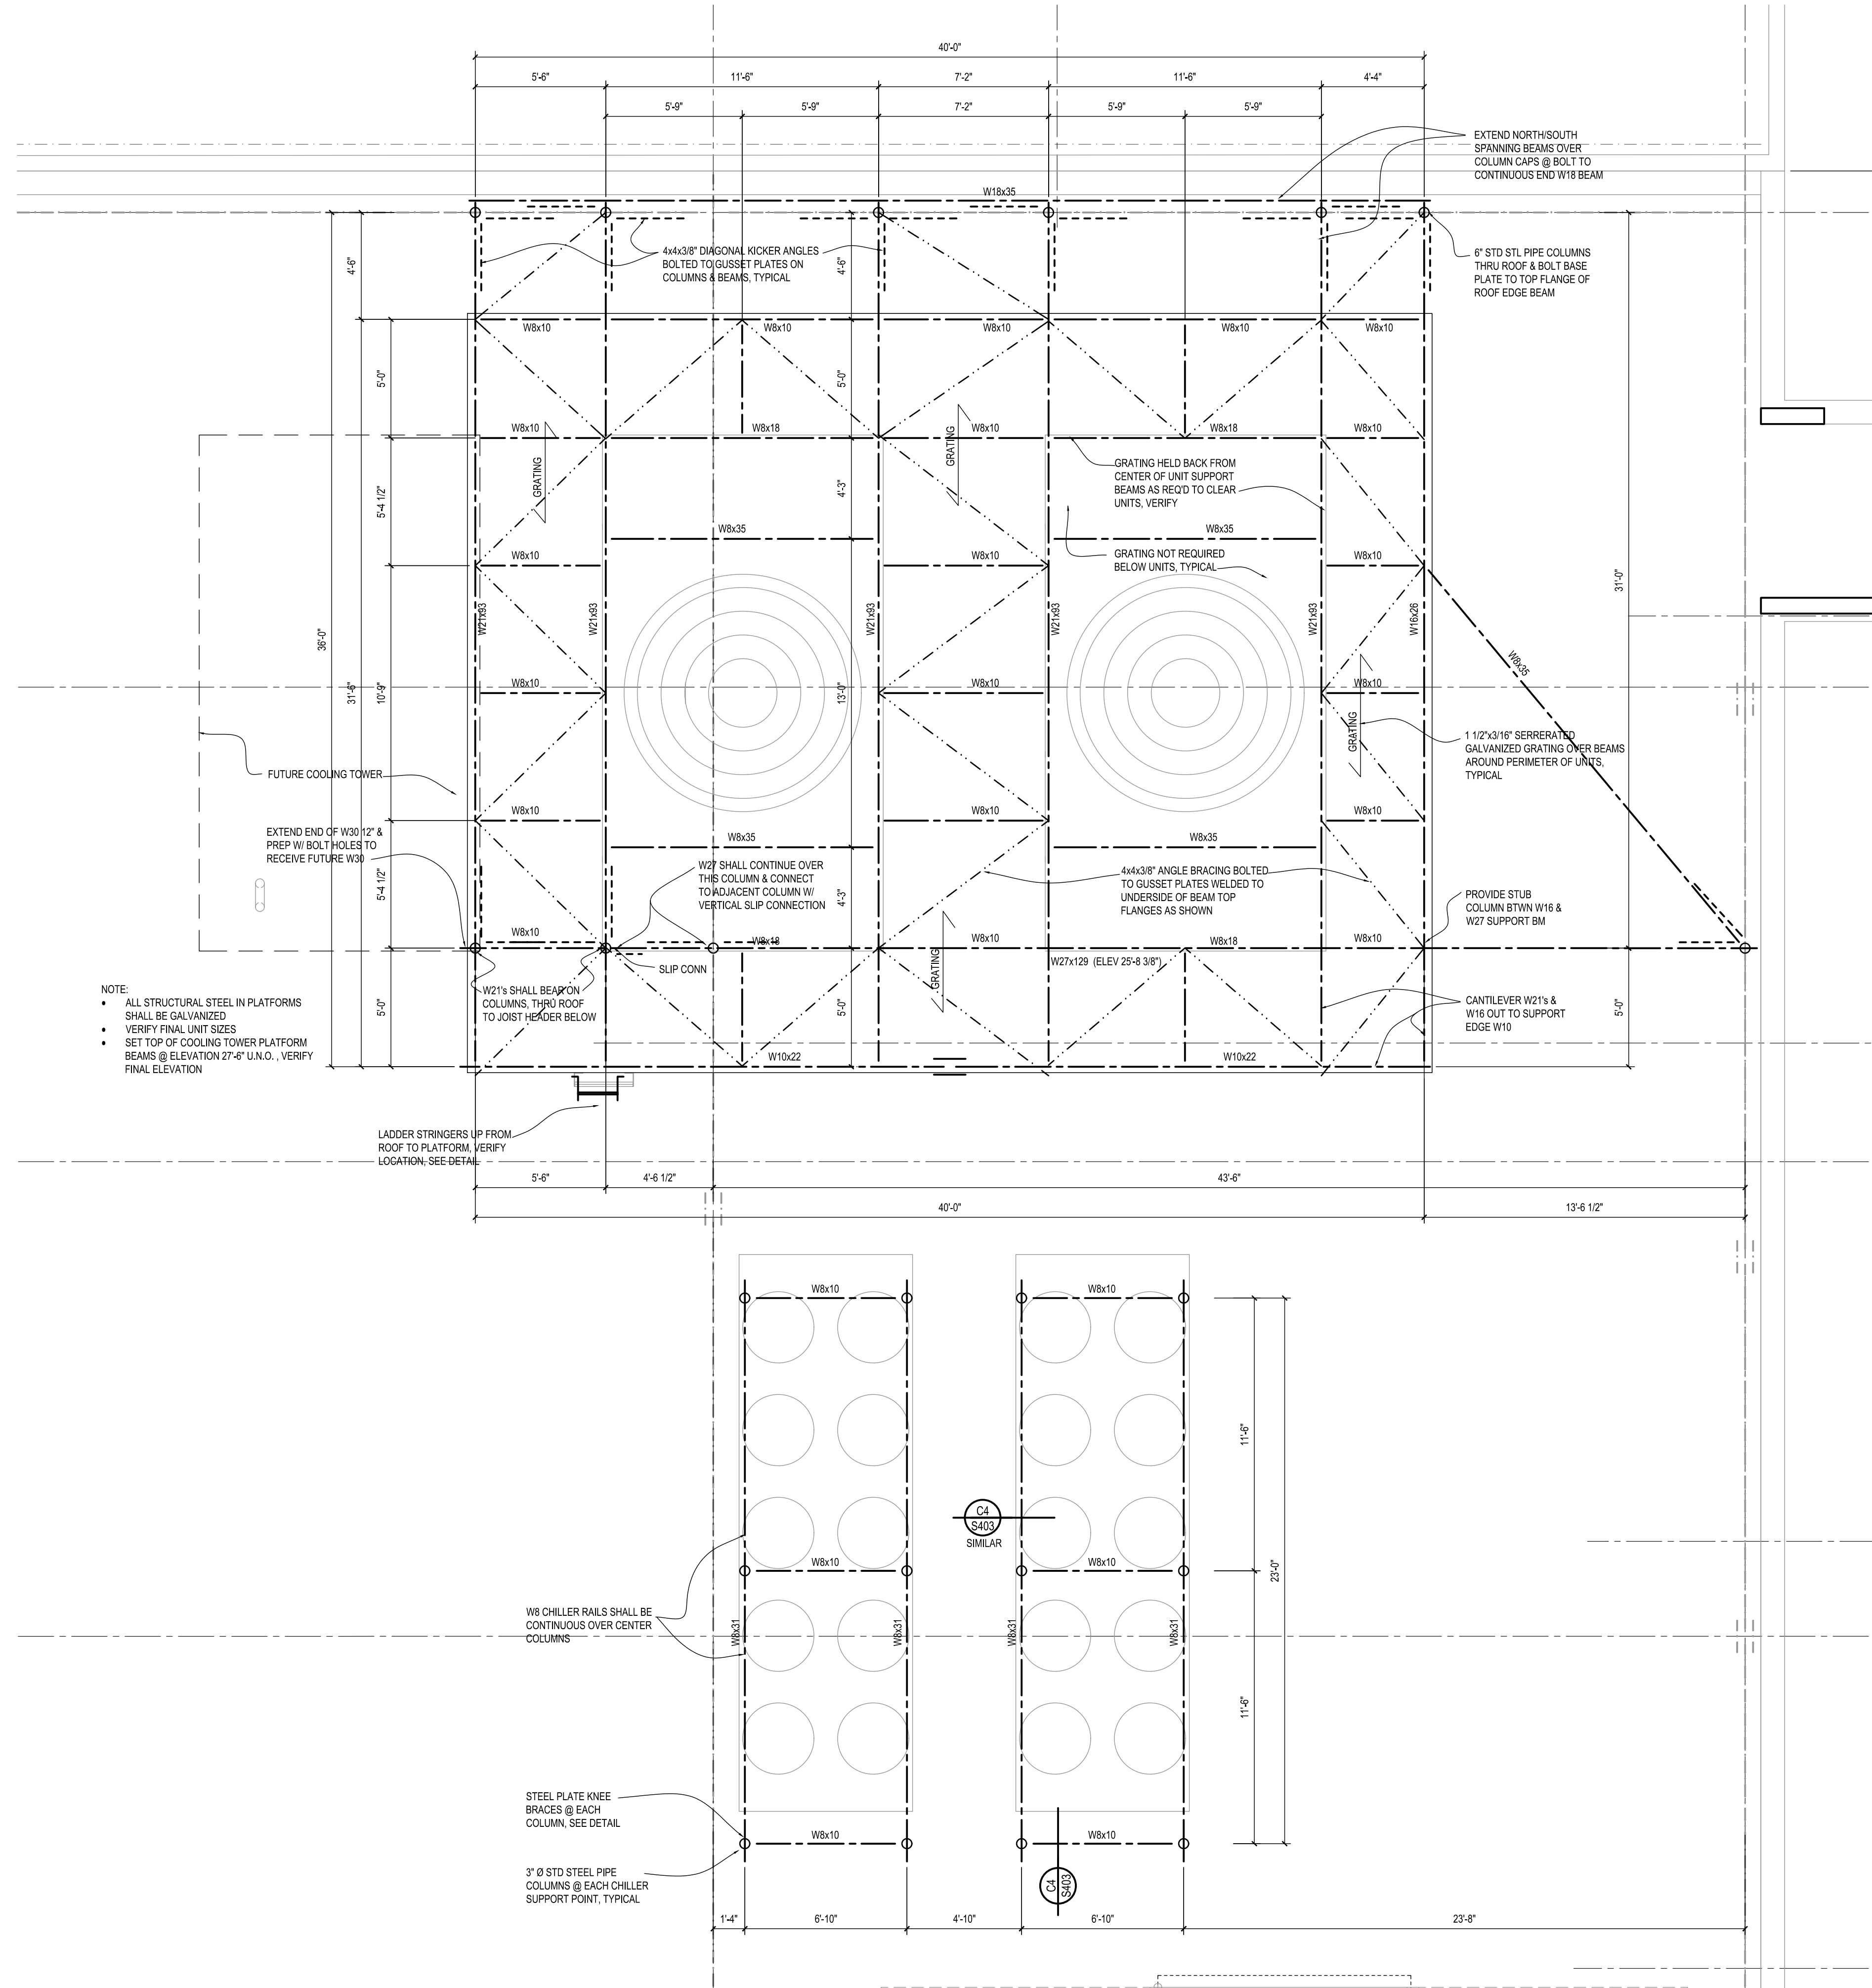 40'-0"
5'-6"
11'-6"
7'-2"
11'-6"
4'-4"
5'-9"
5'-9"
7'-2"
5'-9"
5'-9"
EXTEND NORTH/SOUTH
SPANNING BEAMS OVER
COLUMN CAPS @ BOLT TO
CONTINUOUS END W18 BEAM
W18x35
4x4x3/8" DIAGONAL KICKER ANGLES
BOLTED TO GUSSET PLATES ON
COLUMNS & BEAMS, TYPICAL
6" STD STL PIPE COLUMNS
THRU ROOF & BOLT BASE
PLATE TO TOP FLANGE OF
ROOF EDGE BEAM
4'-6"
4'-6"
W8x10
W8x10
W8x10
W8x10
W8x10
5'-0"
5'-0"
W8x10
W8x18
W8x10
W8x18
W8x10
GRATING
GRATING
GRATING HELD BACK FROM
CENTER OF UNIT SUPPORT
BEAMS AS REQ'D TO CLEAR
UNITS, VERIFY
5'-4 1/2"
4'-3"
W8x35
W8x35
GRATING NOT REQUIRED
BELOW UNITS, TYPICAL
W8x10
W8x10
W8x10
31'-0"
W21x93
W21x93
W21x93
W21x93
W21x93
W16x26
W8x35
36'-0"
31'-6"
10'-9"
13'-0"
W8x10
W8x10
W8x10
GRATING
1 1/2"x3/16" SERRERATED
GALVANIZED GRATING OVER BEAMS
AROUND PERIMETER OF UNITS,
TYPICAL
FUTURE COOLING TOWER
W8x10
W8x10
W8x10
EXTEND END OF W30 12" &
PREP W/ BOLT HOLES TO
RECEIVE FUTURE W30
W8x35
W8x35
W27 SHALL CONTINUE OVER
THIS COLUMN & CONNECT
TO ADJACENT COLUMN W/
VERTICAL SLIP CONNECTION
4x4x3/8" ANGLE BRACING BOLTED
TO GUSSET PLATES WELDED TO
UNDERSIDE OF BEAM TOP
FLANGES AS SHOWN
PROVIDE STUB
COLUMN BTWN W16 &
W27 SUPPORT BM
5'-4 1/2"
4'-3"
W8x10
W8x18
W8x10
W8x18
W8x10
W27x129 (ELEV 25'-8 3/8")
SLIP CONN
GRATING
W21's SHALL BEAR ON
COLUMNS, THRU ROOF
TO JOIST HEADER BELOW
NOTE:
• ALL STRUCTURAL STEEL IN PLATFORMS
SHALL BE GALVANIZED
• VERIFY FINAL UNIT SIZES
• SET TOP OF COOLING TOWER PLATFORM
BEAMS @ ELEVATION 27'-6" U.N.O. , VERIFY
FINAL ELEVATION
5'-0"
5'-0"
5'-0"
CANTILEVER W21's &
W16 OUT TO SUPPORT
EDGE W10
W10x22
W10x22
LADDER STRINGERS UP FROM
ROOF TO PLATFORM, VERIFY
LOCATION, SEE DETAIL
5'-6"
4'-6 1/2"
43'-6"
40'-0"
13'-6 1/2"
W8x10
W8x10
11'-6"
C4
S403
SIMILAR
W8x10
W8x10
23'-0"
W8 CHILLER RAILS SHALL BE
CONTINUOUS OVER CENTER
COLUMNS
W8x31
W8x31
W8x31
W8x31
11'-6"
STEEL PLATE KNEE
BRACES @ EACH
COLUMN, SEE DETAIL
W8x10
W8x10
3" Ø STD STEEL PIPE
COLUMNS @ EACH CHILLER
SUPPORT POINT, TYPICAL
C4
S403
1'-4"
6'-10"
4'-10"
6'-10"
23'-8"